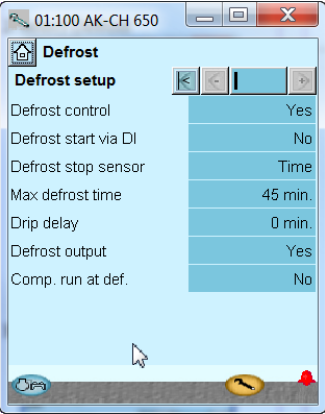 01:100 AK-CH 650
Defrost
Defrost setup
Defrost control Yes
Defrost start via DI No
Defrost stop sensor Time
Max defrost time 45 min.
Drip delay 0 min.
Defrost output Yes
Comp. run at def. No